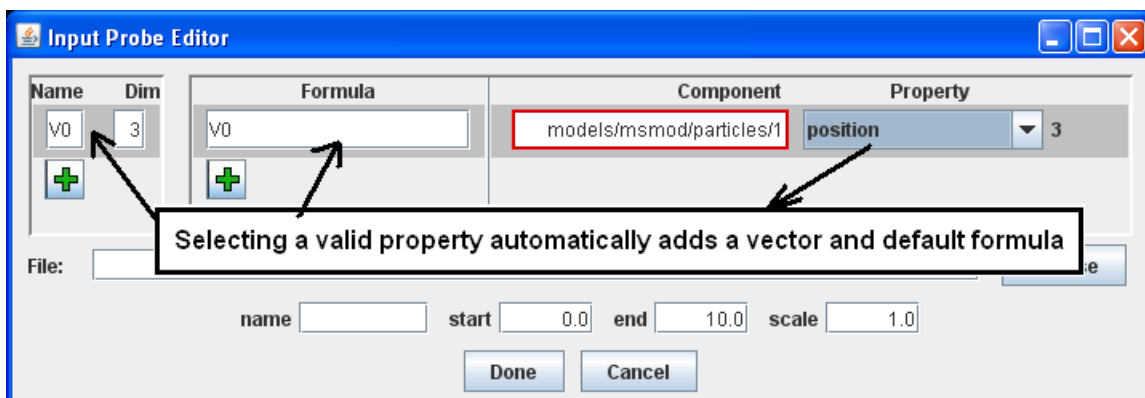 Input Probe Editor
Name Dim Formula Component Property
V0 3 V0 models/msmod/particles/1 position 3
Selecting a valid property automatically adds a vector and default formula
File:
name start 0.0 end 10.0 scale 1.0
Done Cancel